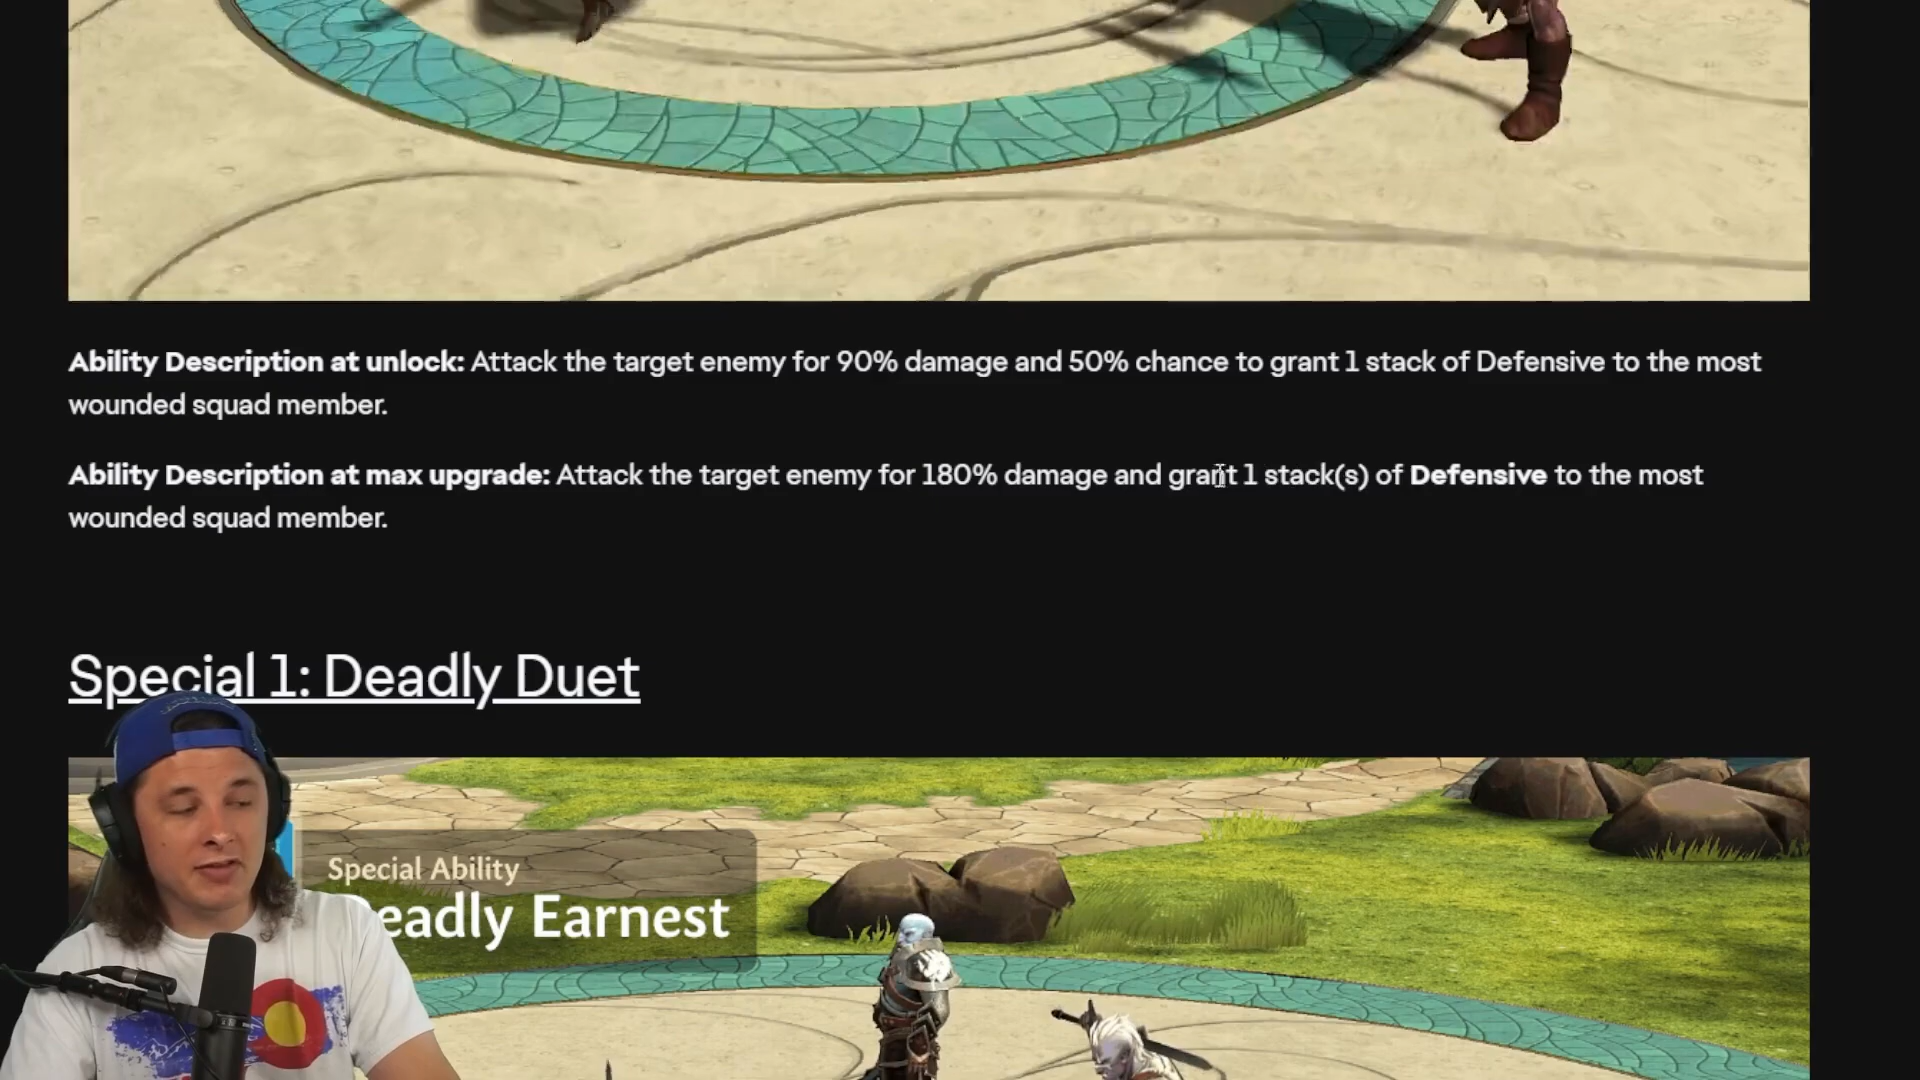 Ability Description at unlock: Attack the target enemy for 90% damage and 50% chance to grant 1 stack of Defensive to the most
wounded squad member.
Ability Description at max upgrade: Attack the target enemy for 180% damage and grant 1 stack(s) of Defensive to the most
wounded squad member.
Special 1: Deadly Duet
Special Ability
eadly Earnest